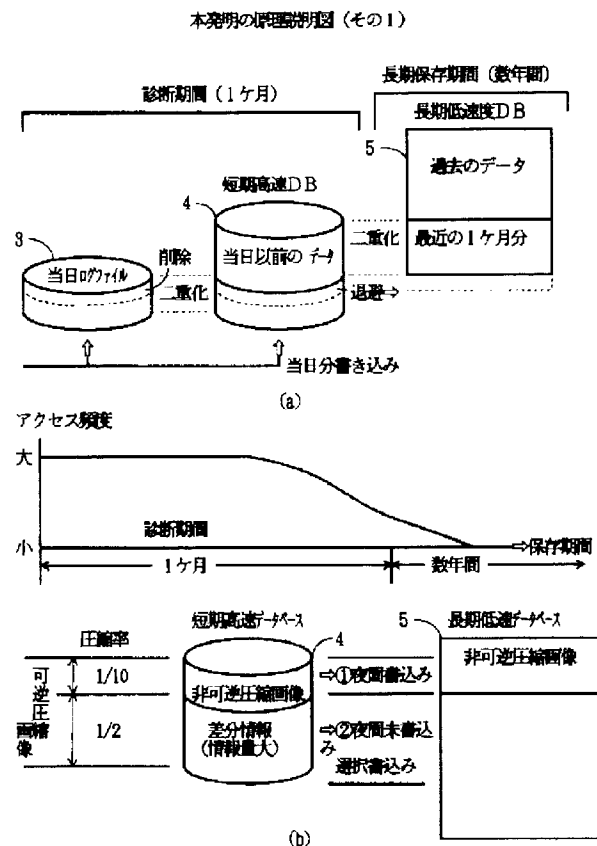 本発明の原理説明図(その1)
長期保存期間(数年間)
診断期間(1ケ月)
長期低速度DB
5
過去のデータ
短期高速DB
4
3
当日ログファイル
削除
二重化
当日以前の データ
二重化
最近の1ケ月分
退避⇒
当日分書き込み
(a)
アクセス頻度
大
診断期間
小
⇒保存期間
1ケ月
数年間
圧縮率
短期高速データベース
4
5
長期低速データベース
可逆圧縮画像
1/10
非可逆圧縮画像
⇒①夜間書込み
非可逆圧縮画像
1/2
差分情報
(情報量大)
⇒②夜間未書込み
選択書込み
(b)